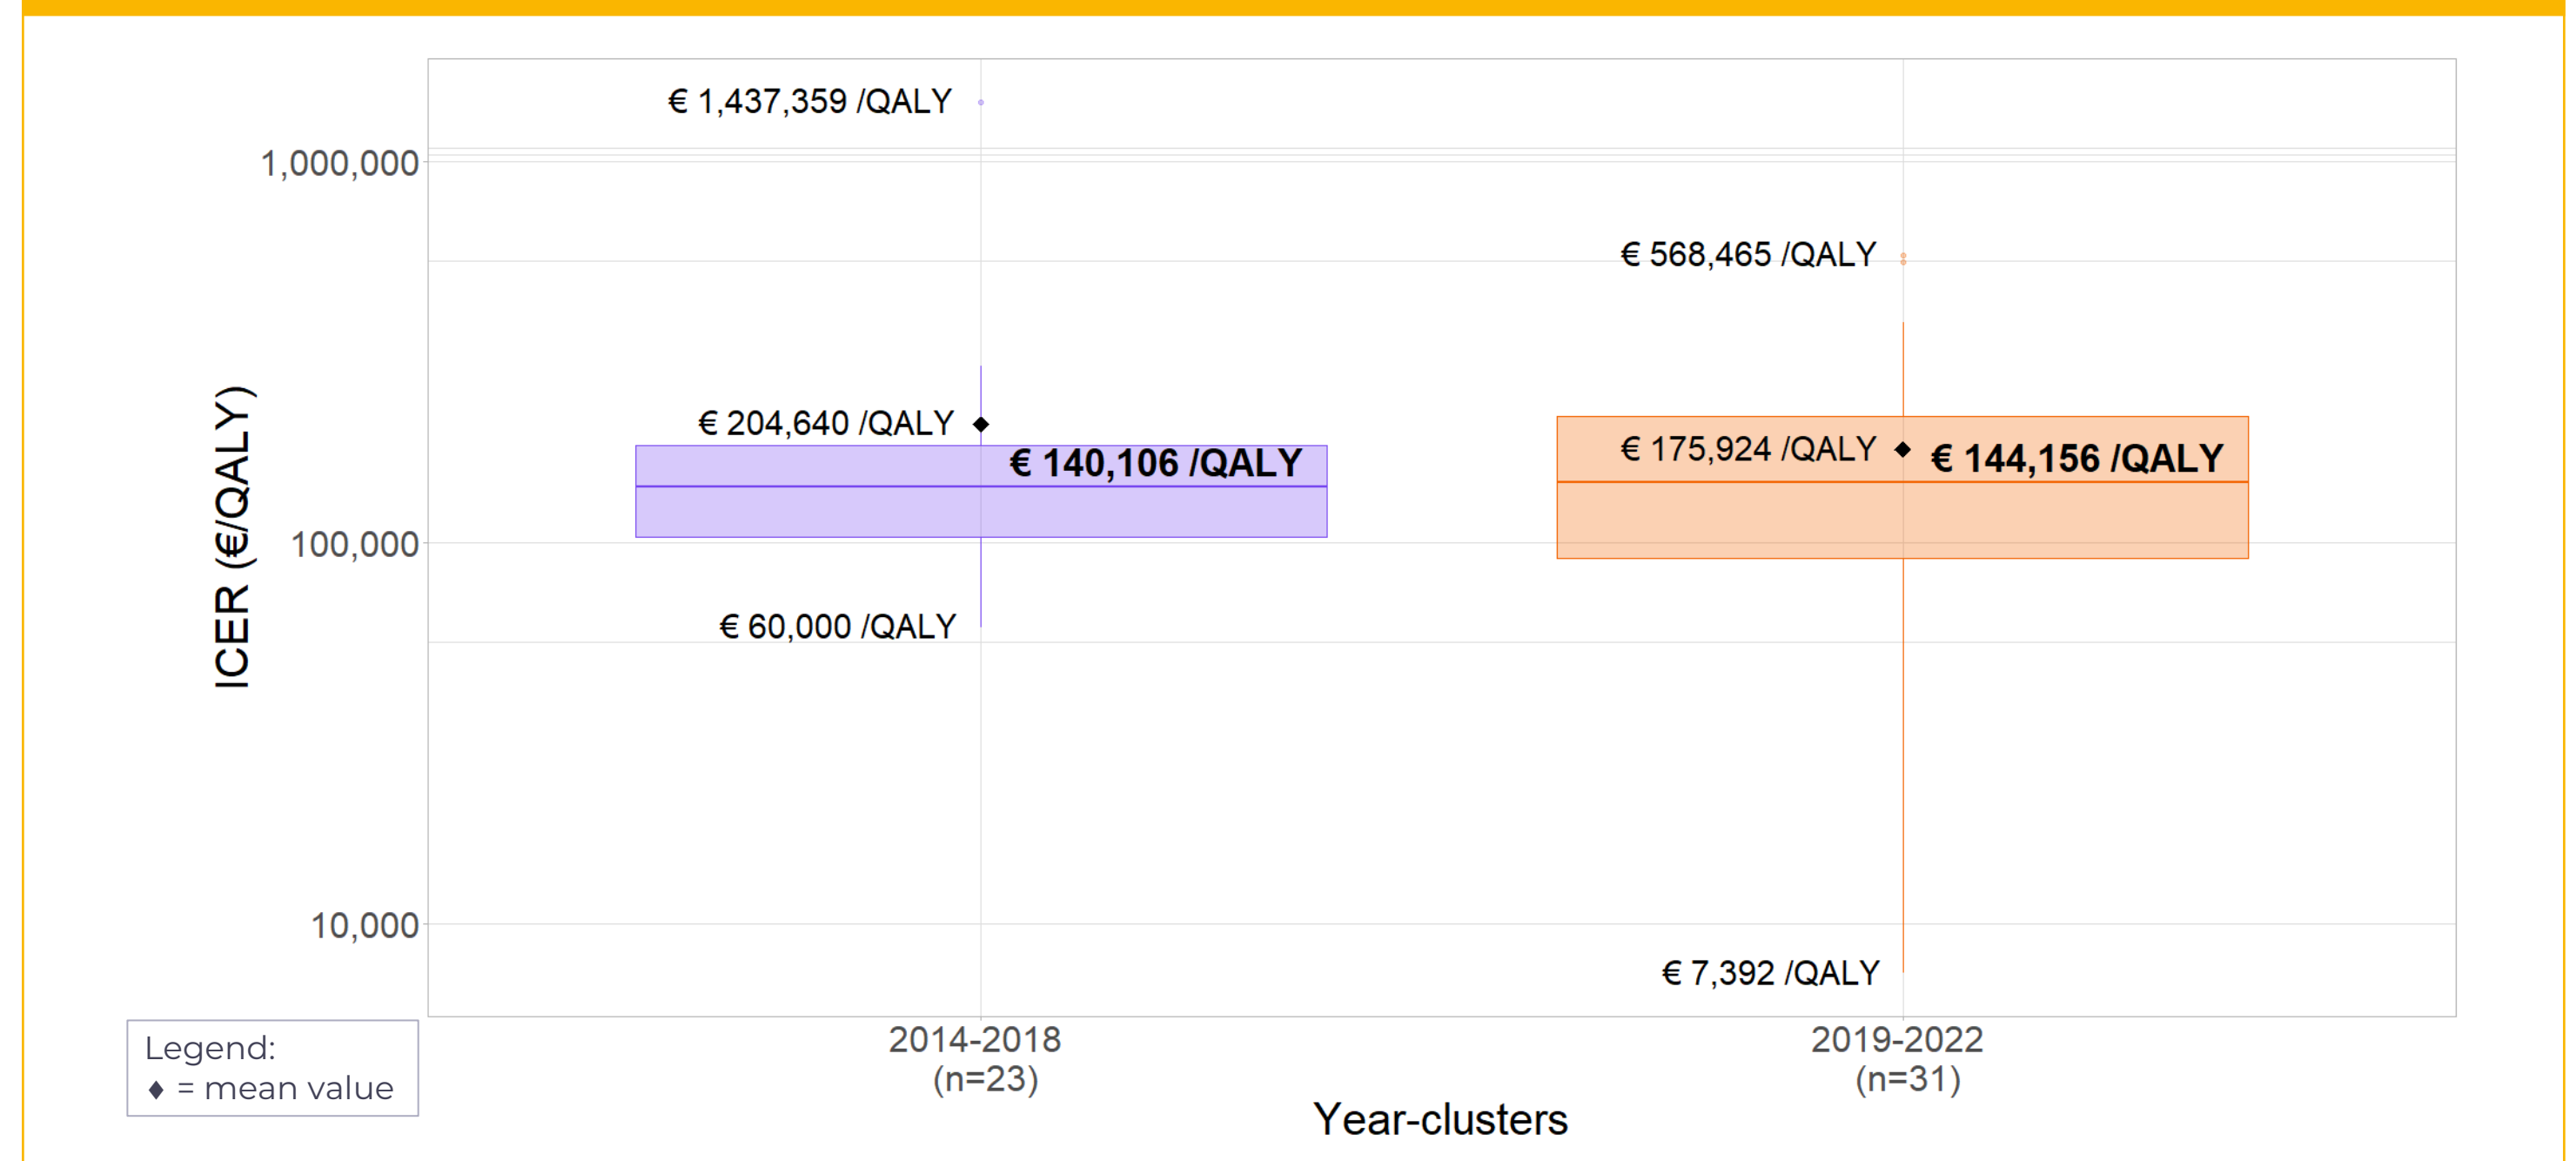 € 1,437,359 /QALY
1,000,000
€ 568,465 /QALY
€ 204,640 /QALY
€ 140,106 /QALY
€ 175,924 /QALY
€ 144,156 /QALY
ICER (€/QALY)
100,000
€ 60,000 /QALY
10,000
€ 7,392 /QALY
Legend:
♦ = mean value
2014-2018
(n=23)
2019-2022
(n=31)
Year-clusters